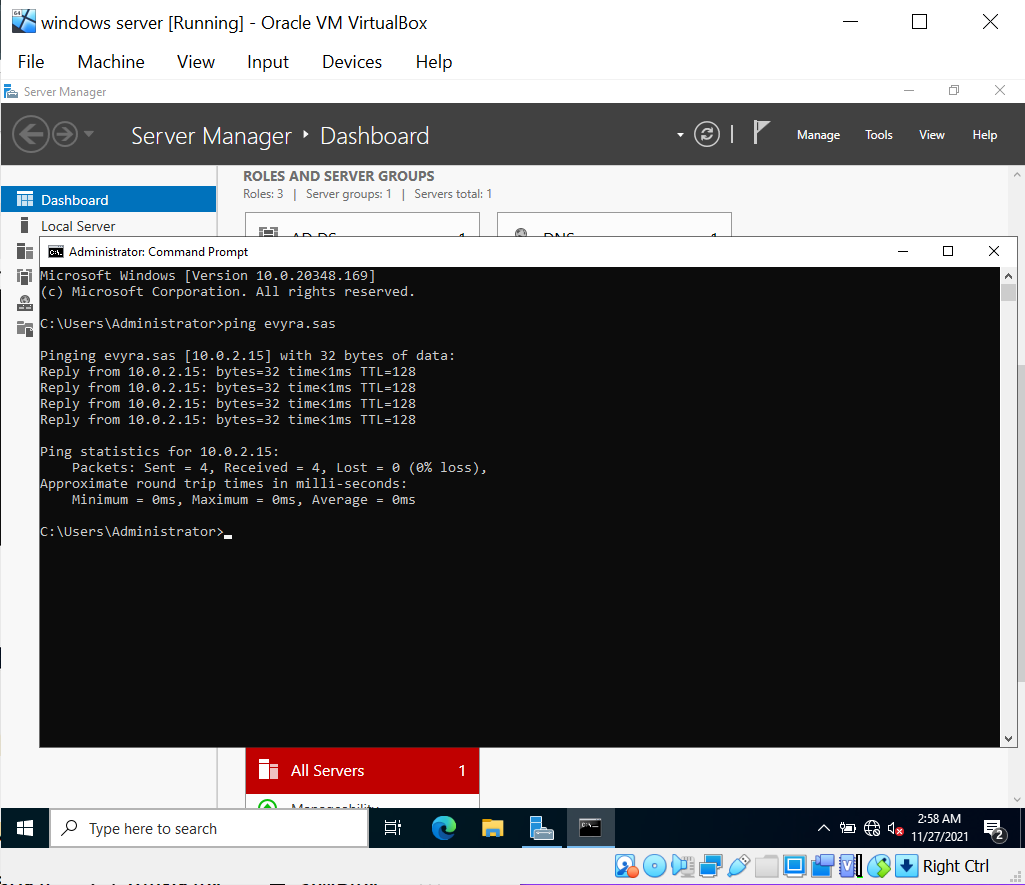 windows server [Running] - Oracle VM VirtualBox
File Machine View Input Devices Help
Server Manager
Server Manager Dashboard
Manage Tools View Help
ROLES AND SERVER GROUPS
Roles: 3 | Server groups: 1 | Servers total: 1
Dashboard
Local Server
AD DS 1
DNS 1
Administrator: Command Prompt
Microsoft Windows [Version 10.0.20348.169]
(c) Microsoft Corporation. All rights reserved.
C:\Users\Administrator>ping evyra.sas
Pinging evyra.sas [10.0.2.15] with 32 bytes of data:
Reply from 10.0.2.15: bytes=32 time<1ms TTL=128
Reply from 10.0.2.15: bytes=32 time<1ms TTL=128
Reply from 10.0.2.15: bytes=32 time<1ms TTL=128
Reply from 10.0.2.15: bytes=32 time<1ms TTL=128
Ping statistics for 10.0.2.15:
Packets: Sent = 4, Received = 4, Lost = 0 (0% loss),
Approximate round trip times in milli-seconds:
Minimum = 0ms, Maximum = 0ms, Average = 0ms
C:\Users\Administrator>
All Servers 1
Manageability
Type here to search
2:58 AM
11/27/2021
2
Right Ctrl